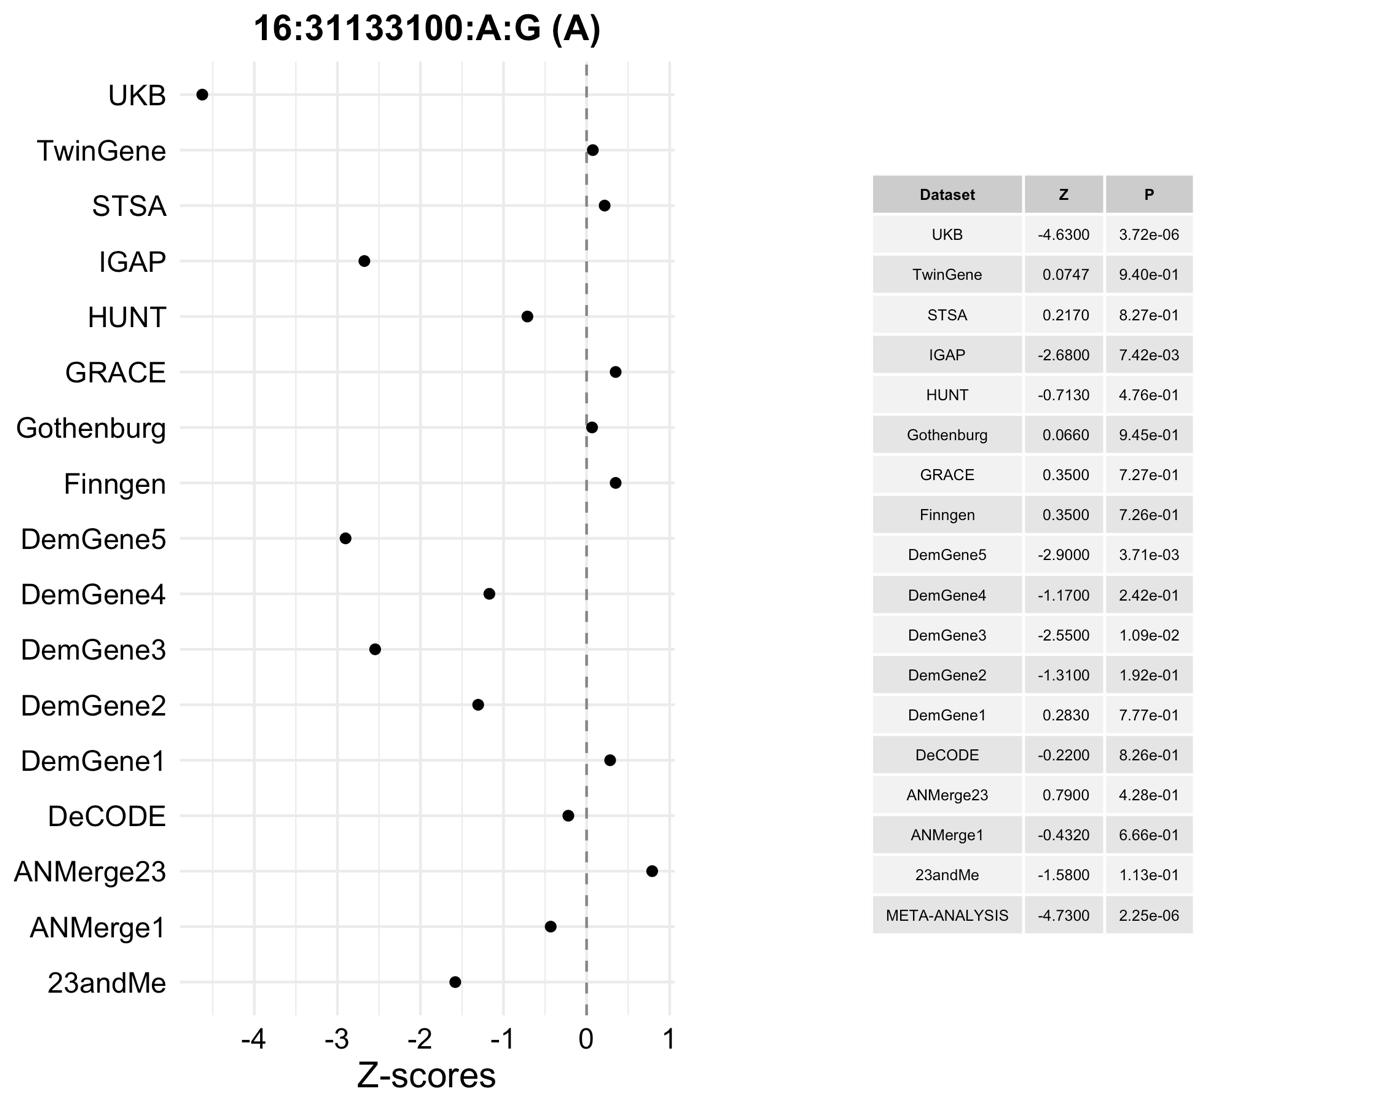 16:31133100:A:G (A)
UKB
TwinGene
STSA
IGAP
HUNT
GRACE
Gothenburg
Finngen
DemGene5
DemGene4
DemGene3
DemGene2
DemGene1
DeCODE
ANMerge23
ANMerge1
23andMe
-4 -3 -2 -1 0 1
Z-scores
Dataset Z P
UKB -4.6300 3.72e-06
TwinGene 0.0747 9.40e-01
STSA 0.2170 8.27e-01
IGAP -2.6800 7.42e-03
HUNT -0.7130 4.76e-01
Gothenburg 0.0660 9.45e-01
GRACE 0.3500 7.27e-01
Finngen 0.3500 7.26e-01
DemGene5 -2.9000 3.71e-03
DemGene4 -1.1700 2.42e-01
DemGene3 -2.5500 1.09e-02
DemGene2 -1.3100 1.92e-01
DemGene1 0.2830 7.77e-01
DeCODE -0.2200 8.26e-01
ANMerge23 0.7900 4.28e-01
ANMerge1 -0.4320 6.66e-01
23andMe -1.5800 1.13e-01
META-ANALYSIS -4.7300 2.25e-06